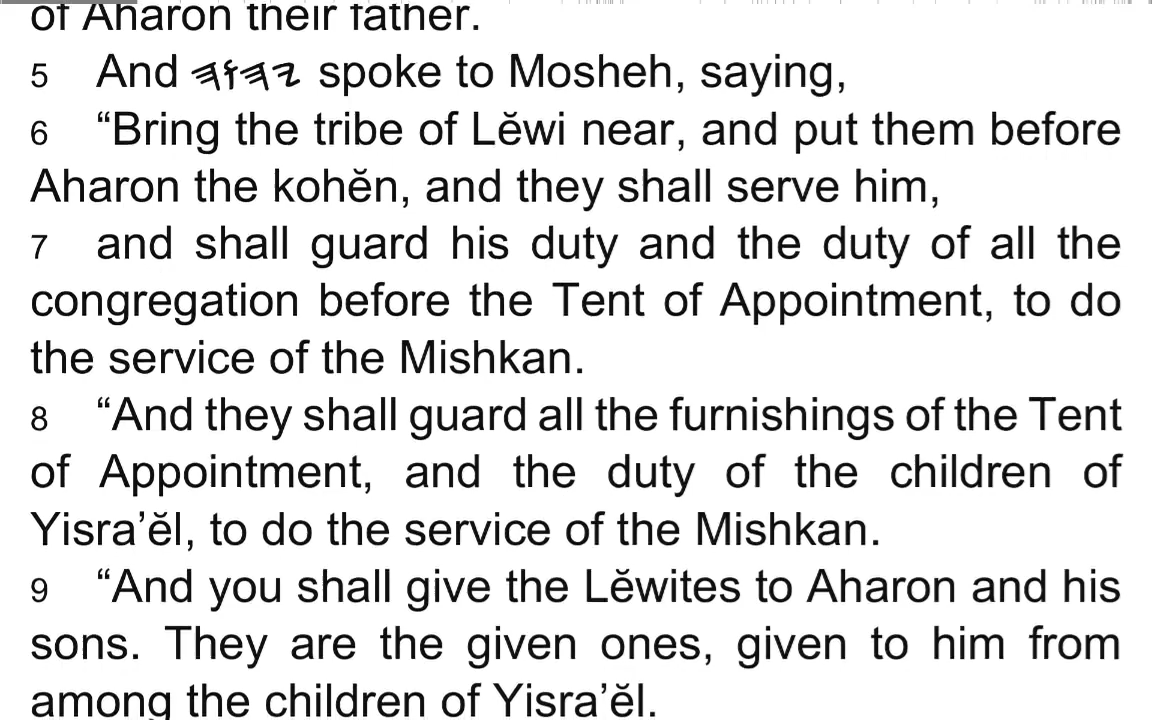 of Aharon their father.
5 And 𐤉𐤄𐤅𐤄 spoke to Mosheh, saying,
6 “Bring the tribe of Lĕwi near, and put them before
Aharon the kohĕn, and they shall serve him,
7 and shall guard his duty and the duty of all the
congregation before the Tent of Appointment, to do
the service of the Mishkan.
8 “And they shall guard all the furnishings of the Tent
of Appointment, and the duty of the children of
Yisra’ĕl, to do the service of the Mishkan.
9 “And you shall give the Lĕwites to Aharon and his
sons. They are the given ones, given to him from
among the children of Yisra’ĕl.